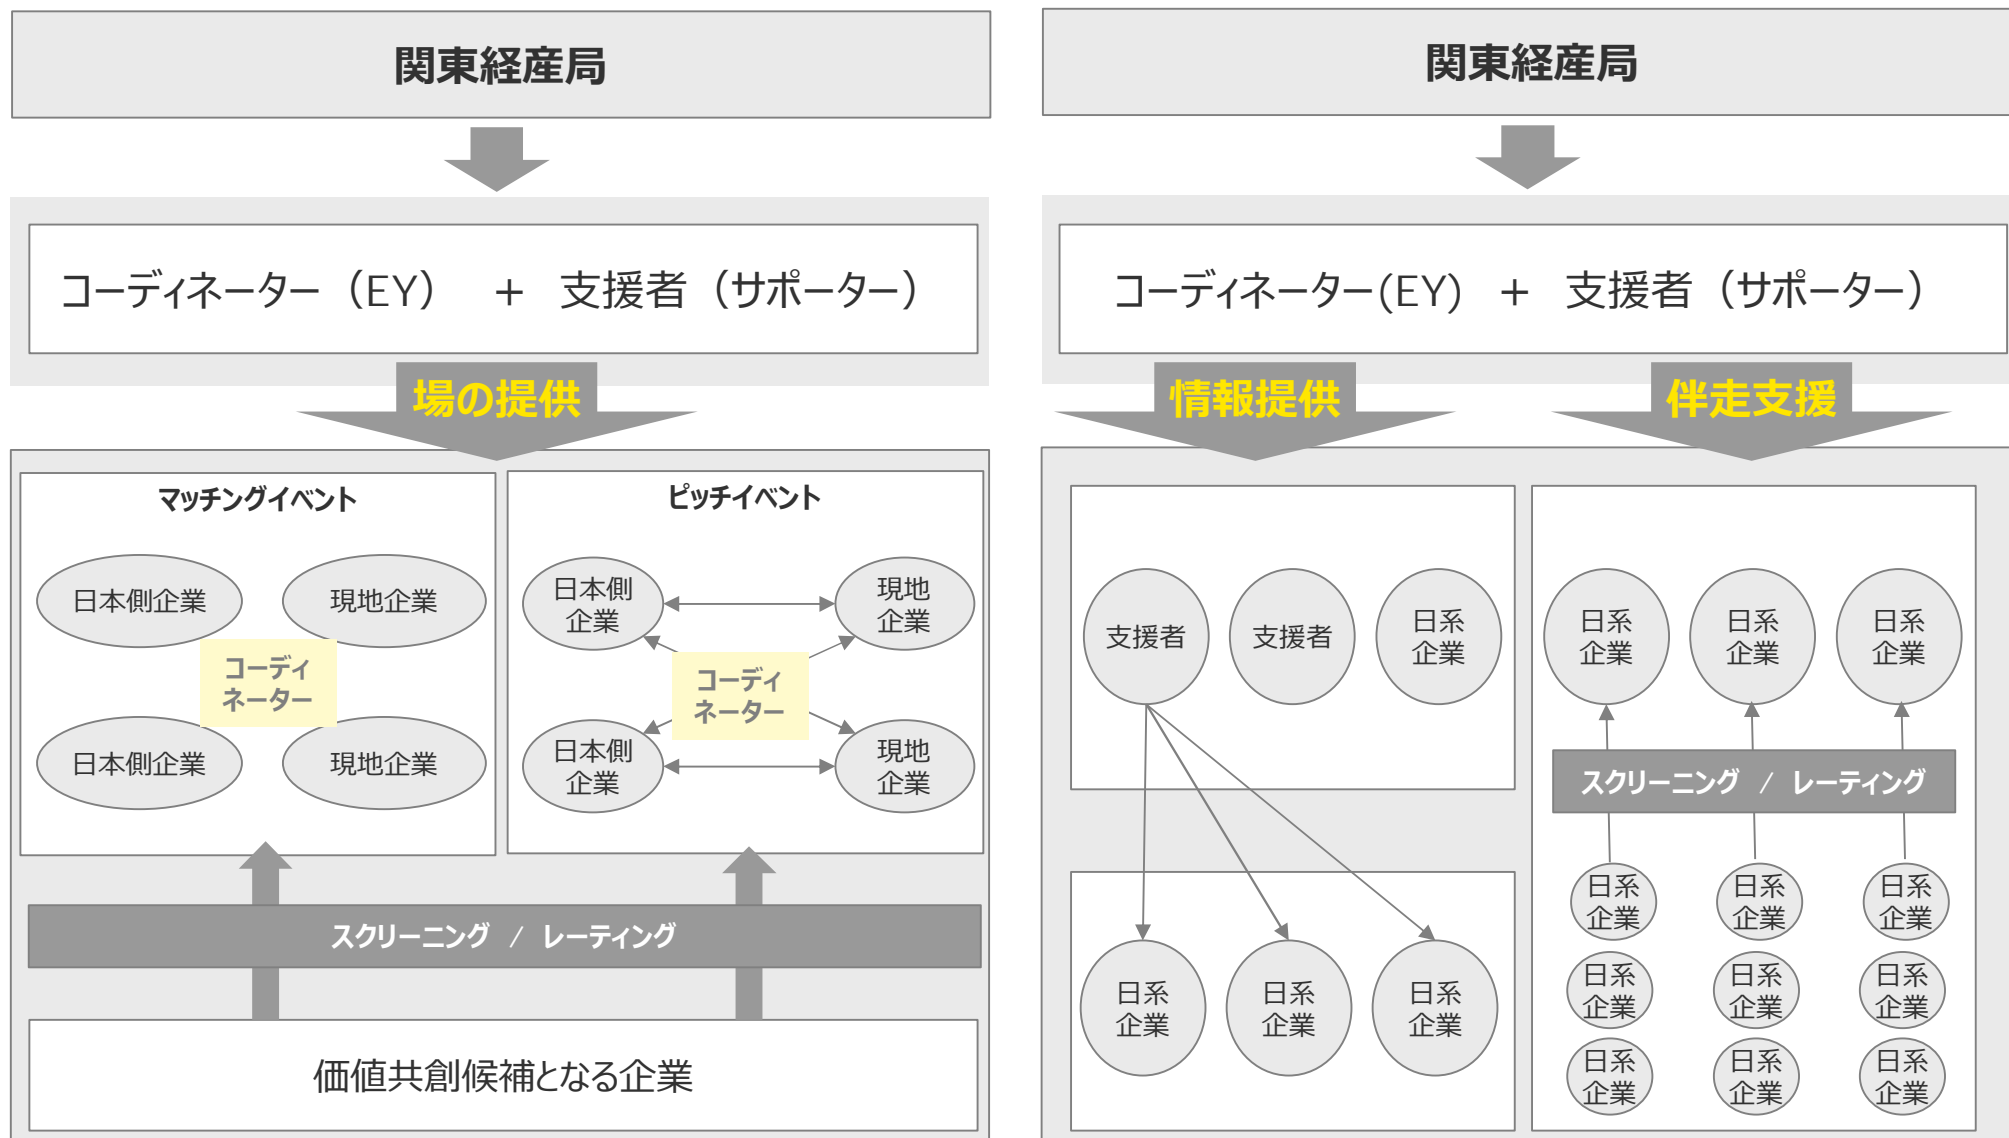 関東経産局
コーディネーター（EY） + 支援者（サポーター）
場の提供
マッチングイベント
日本側企業
現地企業
コーディ
ネーター
日本側企業
現地企業
ピッチイベント
日本側
企業
現地
企業
コーディ
ネーター
日本側
企業
現地
企業
スクリーニング / レーティング
価値共創候補となる企業
関東経産局
コーディネーター(EY) + 支援者（サポーター）
情報提供
伴走支援
支援者
支援者
日系
企業
日系
企業
日系
企業
日系
企業
日系
企業
日系
企業
日系
企業
スクリーニング / レーティング
日系
企業
日系
企業
日系
企業
日系
企業
日系
企業
日系
企業
日系
企業
日系
企業
日系
企業